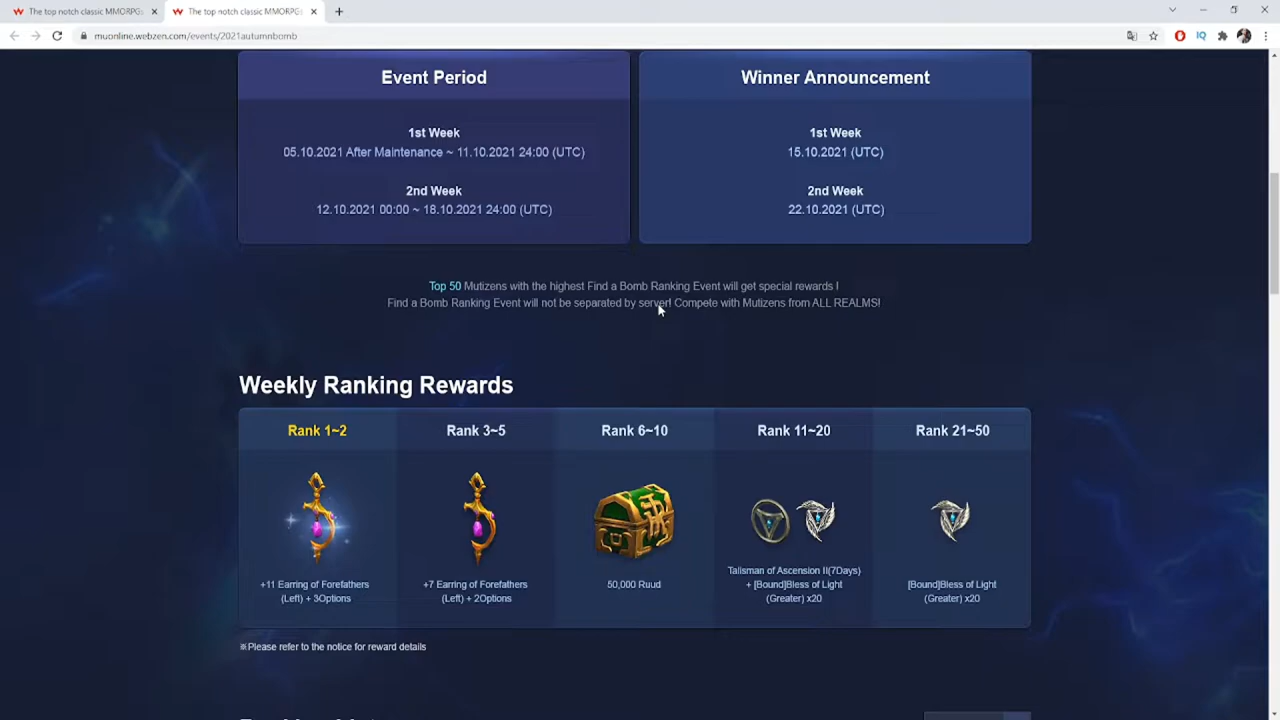 The top notch classic MMORPG:
The top notch classic MMORPG:
muonline.webzen.com/events/2021autumnbomb
Event Period
1st Week
05.10.2021 After Maintenance ~ 11.10.2021 24:00 (UTC)
2nd Week
12.10.2021 00:00 ~ 18.10.2021 24:00 (UTC)
Winner Announcement
1st Week
15.10.2021 (UTC)
2nd Week
22.10.2021 (UTC)
Top 50 Mutizens with the highest Find a Bomb Ranking Event will get special rewards !
Find a Bomb Ranking Event will not be separated by server! Compete with Mutizens from ALL REALMS!
Weekly Ranking Rewards
Rank 1~2
+11 Earring of Forefathers
(Left) + 3Options
Rank 3~5
+7 Earring of Forefathers
(Left) + 2Options
Rank 6~10
50,000 Ruud
Rank 11~20
Talisman of Ascension II(7Days)
+ [Bound]Bless of Light
(Greater) x20
Rank 21~50
[Bound]Bless of Light
(Greater) x20
※Please refer to the notice for reward details